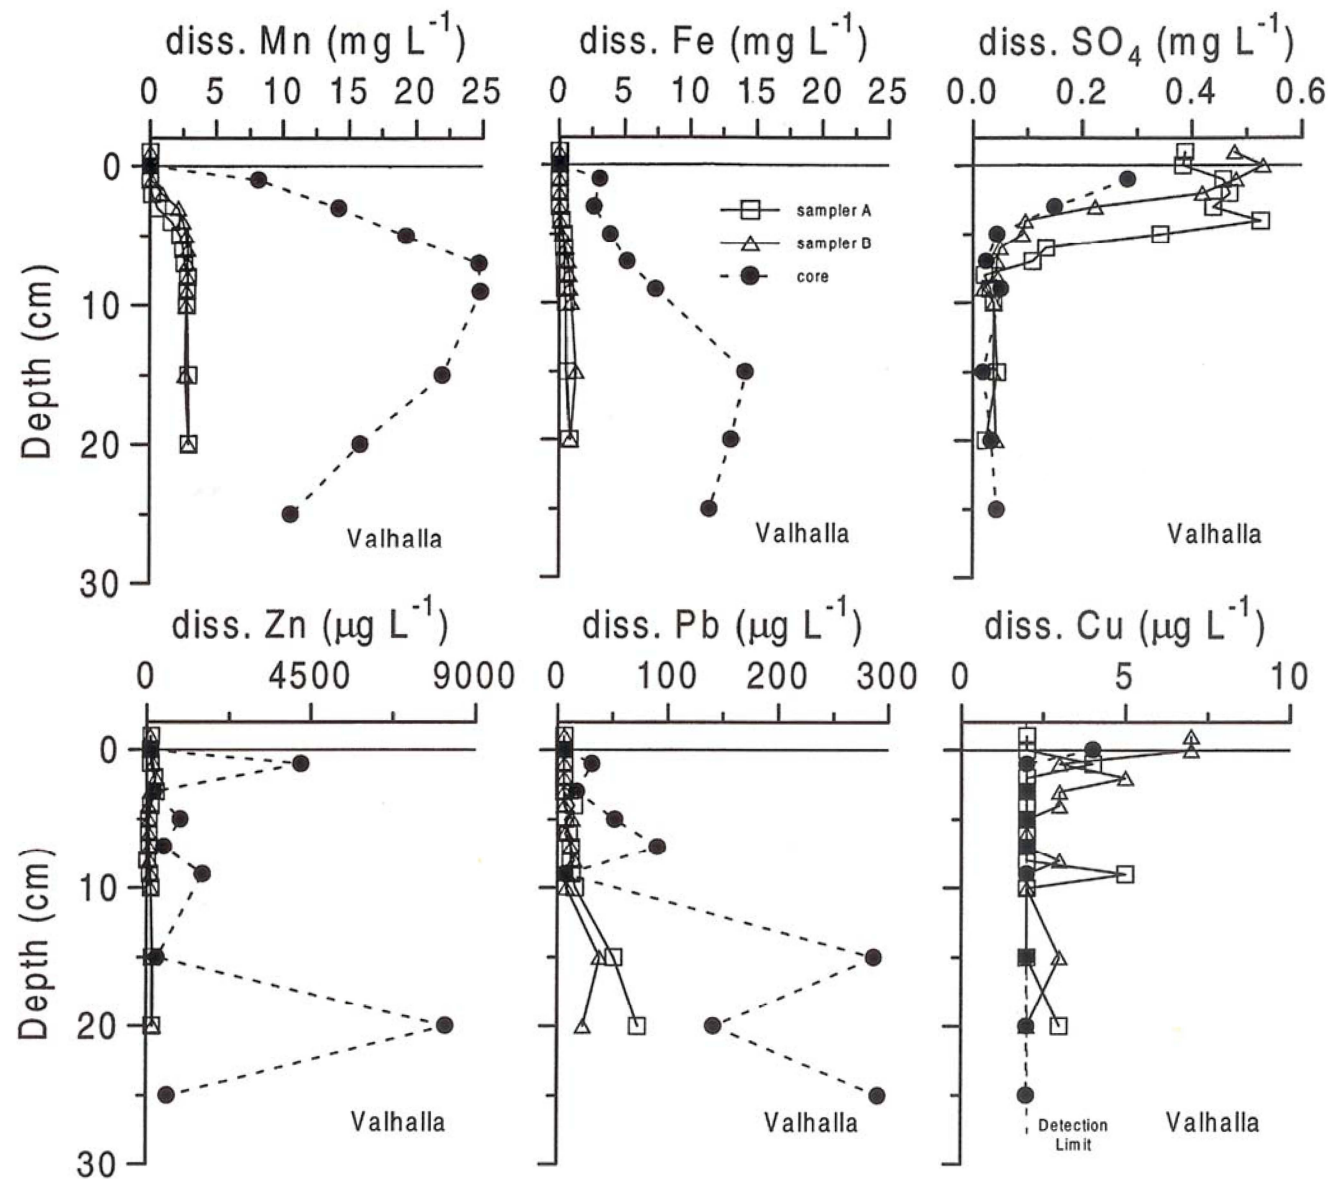 diss. Mn (mg L⁻¹)
0 5 10 15 20 25
diss. Fe (mg L⁻¹)
0 5 10 15 20 25
diss. SO₄ (mg L⁻¹)
0.0 0.2 0.4 0.6
Depth (cm)
0
10
20
30
sampler A
sampler B
core
Valhalla
Valhalla
Valhalla
diss. Zn (μg L⁻¹)
0 4500 9000
diss. Pb (μg L⁻¹)
0 100 200 300
diss. Cu (μg L⁻¹)
0 5 10
Depth (cm)
0
10
20
30
Valhalla
Valhalla
Detection
Limit
Valhalla